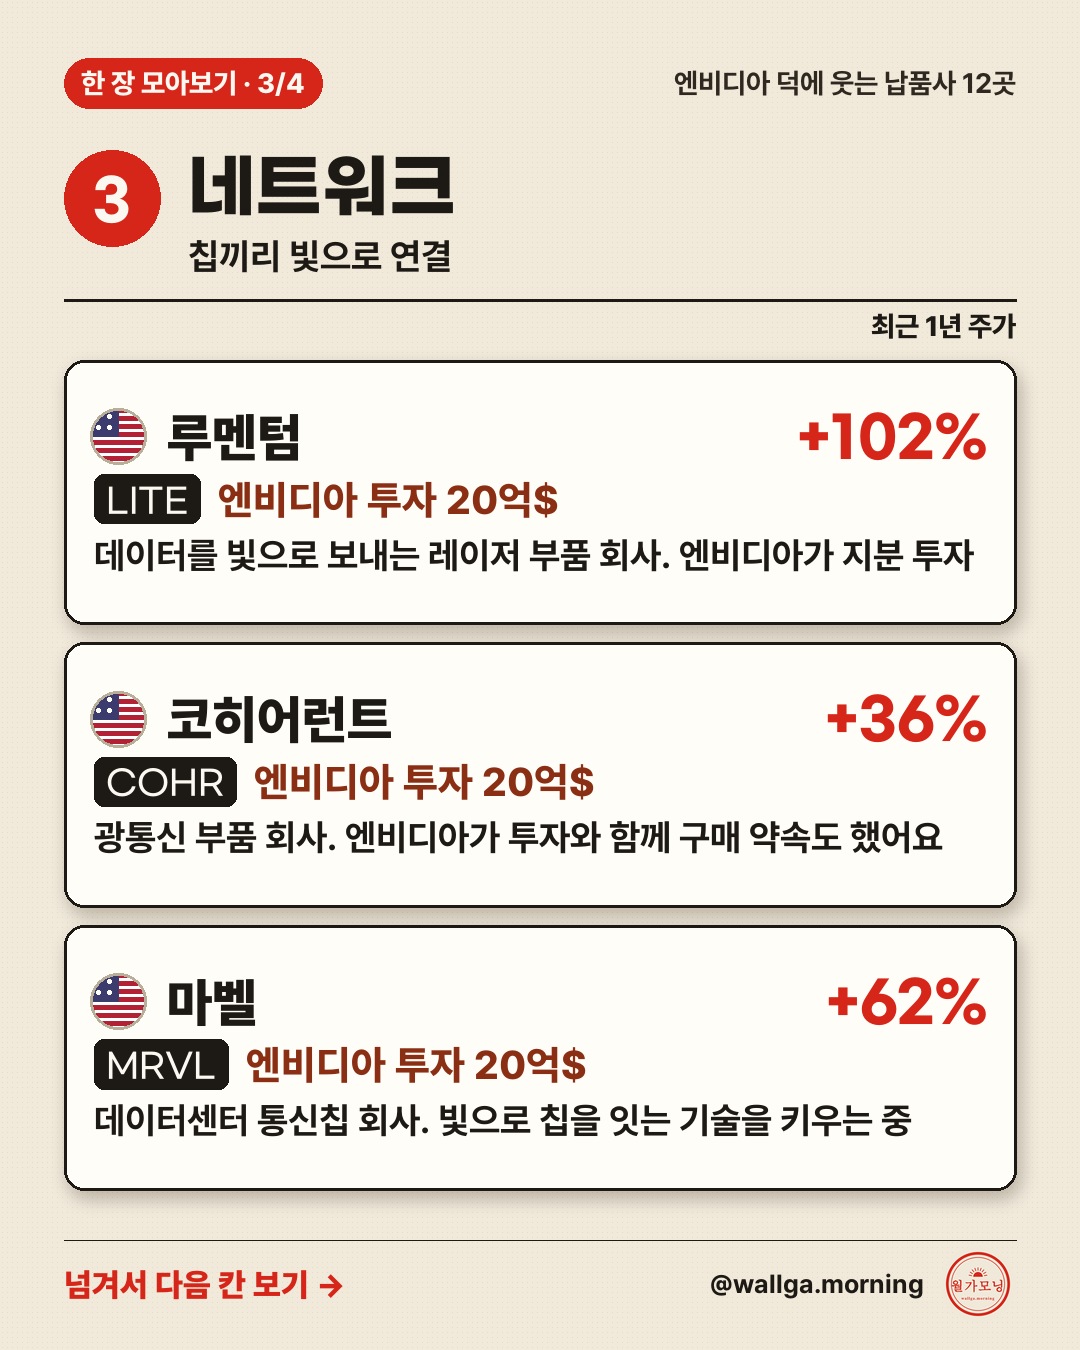 한 장 모아보기 · 3/4
엔비디아 덕에 웃는 납품사 12곳
3
네트워크
칩끼리 빛으로 연결
최근 1년 주가
루멘텀
+102%
LITE 엔비디아 투자 20억$
데이터를 빛으로 보내는 레이저 부품 회사. 엔비디아가 지분 투자
코히어런트
+36%
COHR 엔비디아 투자 20억$
광통신 부품 회사. 엔비디아가 투자와 함께 구매 약속도 했어요
마벨
+62%
MRVL 엔비디아 투자 20억$
데이터센터 통신칩 회사. 빛으로 칩을 잇는 기술을 키우는 중
넘겨서 다음 칸 보기 →
@wallga.morning
월가모닝
wallga.morning